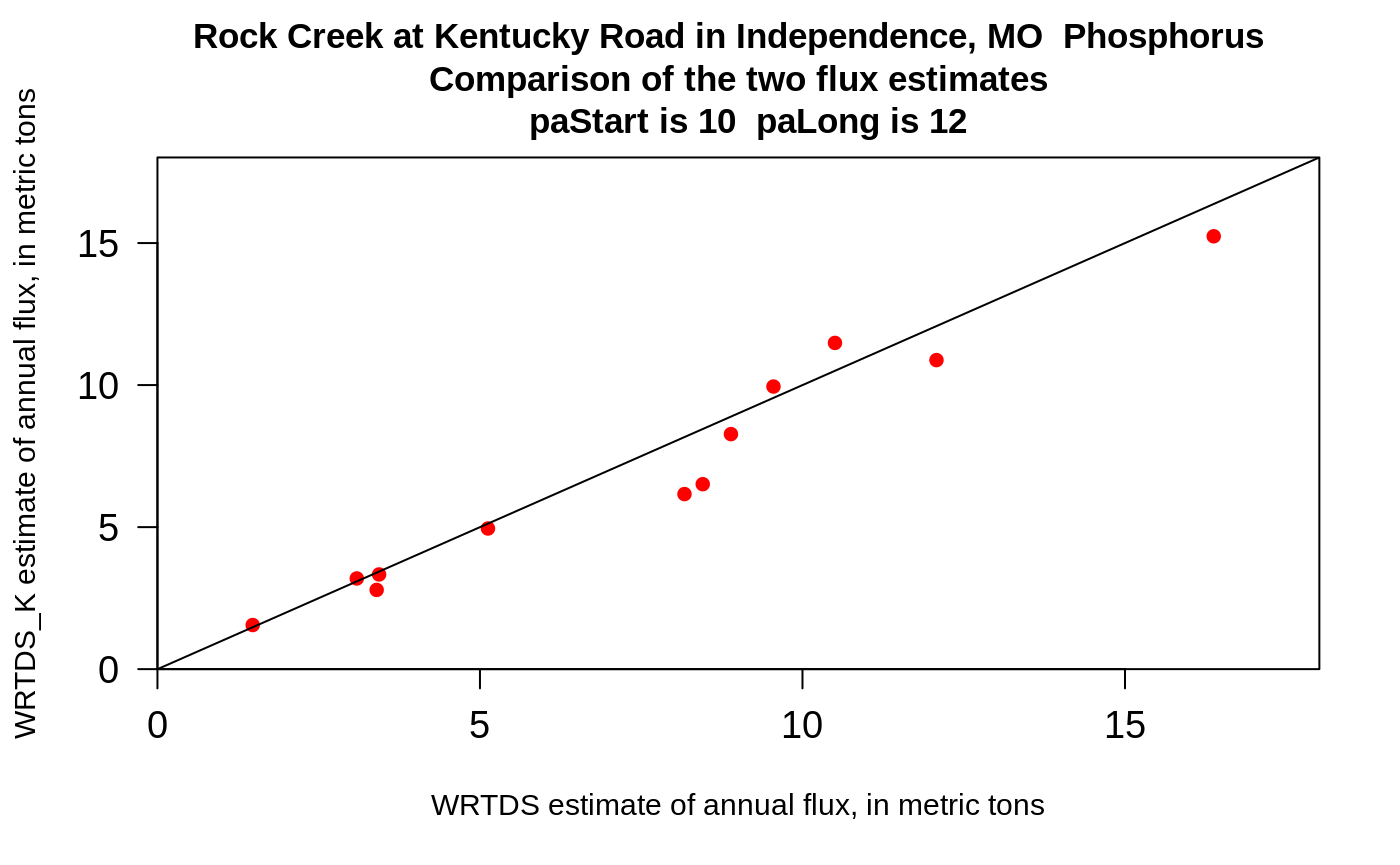 Rock Creek at Kentucky Road in Independence, MO  Phosphorus
Comparison of the two flux estimates
paStart is 10  paLong is 12
WRTDS_K estimate of annual flux, in metric tons
15
10
5
0
0 5 10 15
WRTDS estimate of annual flux, in metric tons